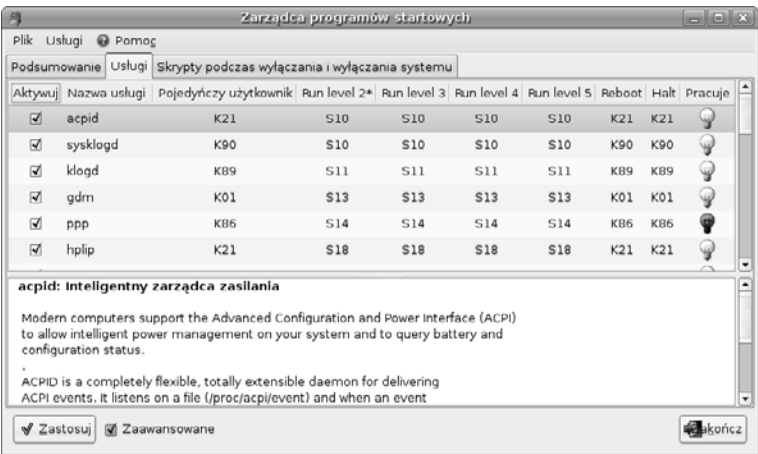 Zarządca programów startowych
Plik Usługi Pomoc
Podsumowanie Usługi Skrypty podczas wyłączania i wyłączania systemu
Aktywuj Nazwa usługi Pojedyńczy użytkownik Run level 2* Run level 3 Run level 4 Run level 5 Reboot Halt Pracuje
acpid K21 S10 S10 S10 S10 K21 K21
sysklogd K90 S10 S10 S10 S10 K90 K90
klogd K89 S11 S11 S11 S11 K89 K89
gdm K01 S13 S13 S13 S13 K01 K01
ppp K86 S14 S14 S14 S14 K86 K86
hplip K21 S18 S18 S18 S18 K21 K21
acpid: Inteligentny zarządca zasilania
Modern computers support the Advanced Configuration and Power Interface (ACPI)
to allow intelligent power management on your system and to query battery and
configuration status.
.
ACPID is a completely flexible, totally extensible daemon for delivering
ACPI events. It listens on a file (/proc/acpi/event) and when an event
Zastosuj Zaawansowane akończ